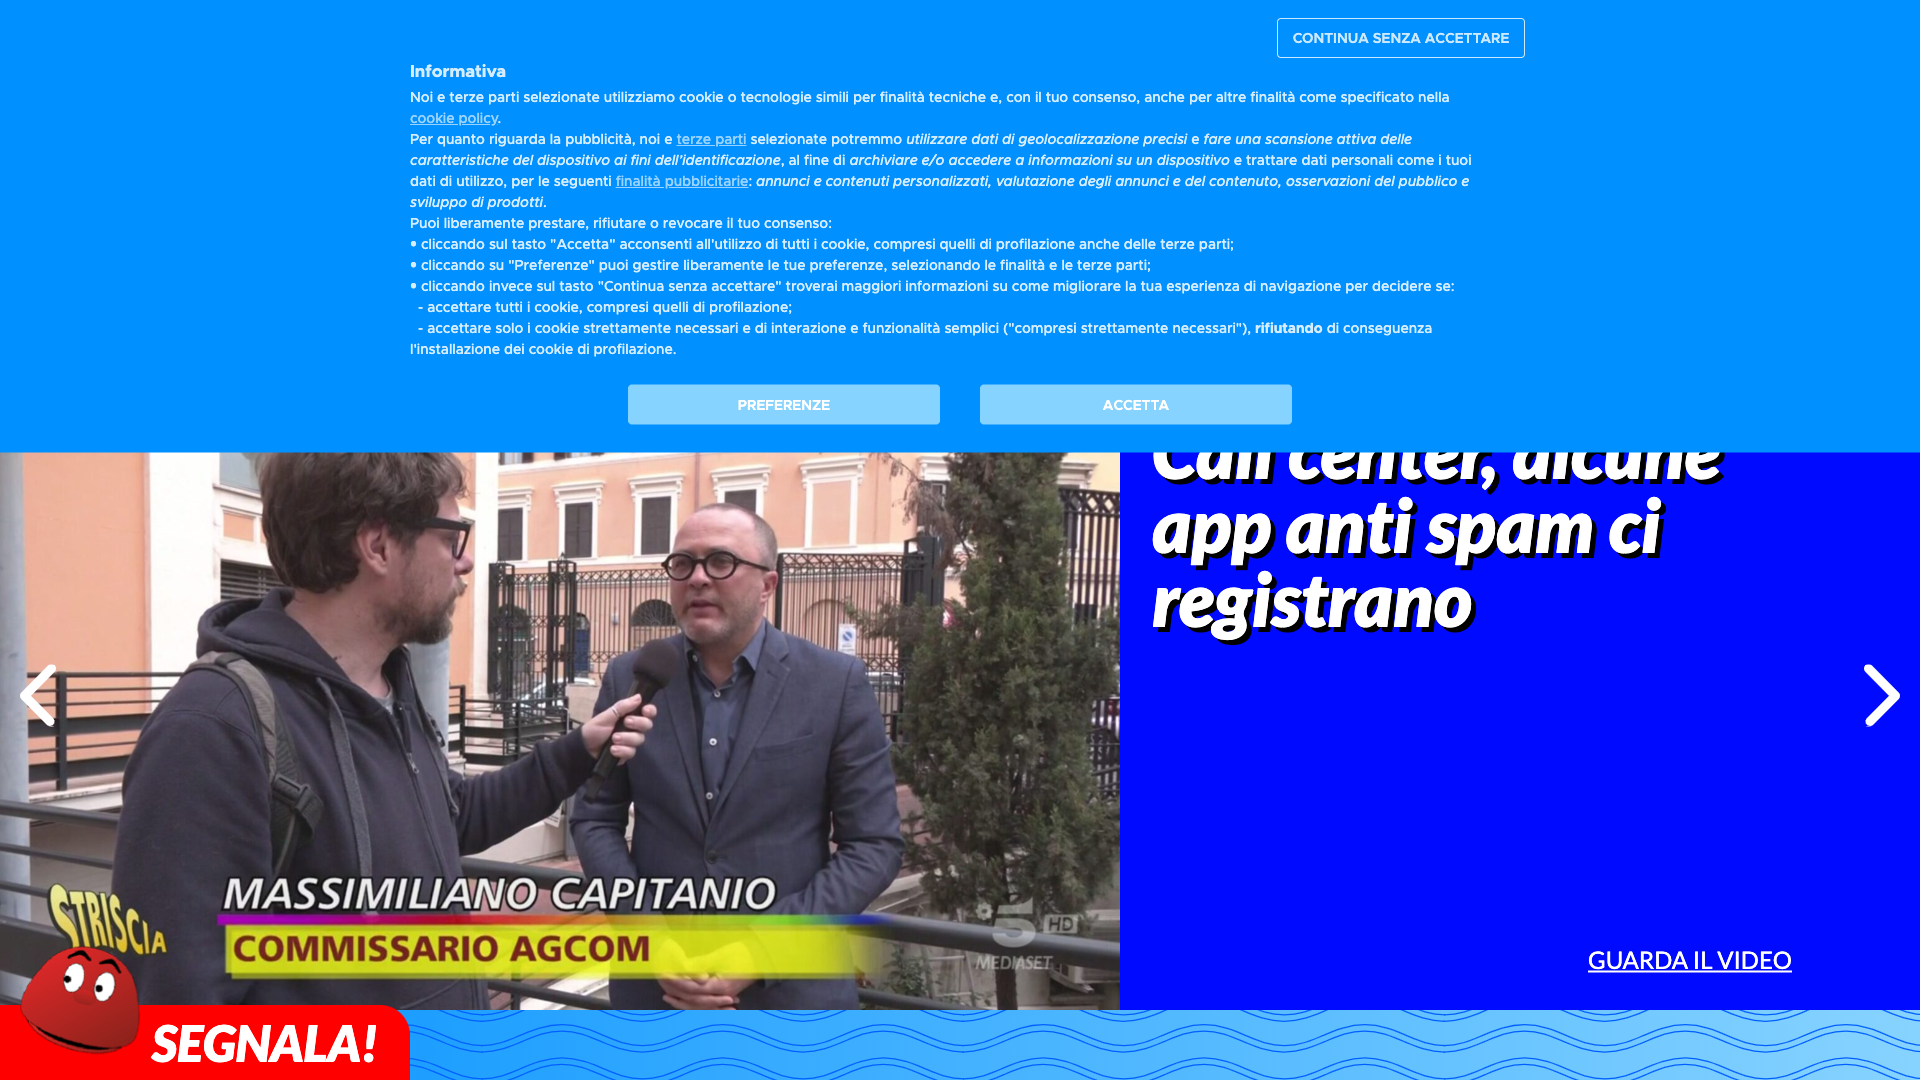 CONTINUA SENZA ACCETTARE
Informativa
Noi e terze parti selezionate utilizziamo cookie o tecnologie simili per finalità tecniche e, con il tuo consenso, anche per altre finalità come specificato nella
cookie policy.
Per quanto riguarda la pubblicità, noi e terze parti selezionate potremmo utilizzare dati di geolocalizzazione precisi e fare una scansione attiva delle
caratteristiche del dispositivo ai fini dell’identificazione, al fine di archiviare e/o accedere a informazioni su un dispositivo e trattare dati personali come i tuoi
dati di utilizzo, per le seguenti finalità pubblicitarie: annunci e contenuti personalizzati, valutazione degli annunci e del contenuto, osservazioni del pubblico e
sviluppo di prodotti.
Puoi liberamente prestare, rifiutare o revocare il tuo consenso:
• cliccando sul tasto "Accetta" acconsenti all’utilizzo di tutti i cookie, compresi quelli di profilazione anche delle terze parti;
• cliccando su "Preferenze" puoi gestire liberamente le tue preferenze, selezionando le finalità e le terze parti;
• cliccando invece sul tasto "Continua senza accettare" troverai maggiori informazioni su come migliorare la tua esperienza di navigazione per decidere se:
- accettare tutti i cookie, compresi quelli di profilazione;
- accettare solo i cookie strettamente necessari e di interazione e funzionalità semplici ("compresi strettamente necessari"), rifiutando di conseguenza
l'installazione dei cookie di profilazione.
PREFERENZE
ACCETTA
Call center, alcune
app anti spam ci
registrano
MASSIMILIANO CAPITANIO
COMMISSARIO AGCOM
STRISCIA
5 HD
MEDIASET
GUARDA IL VIDEO
SEGNALA!